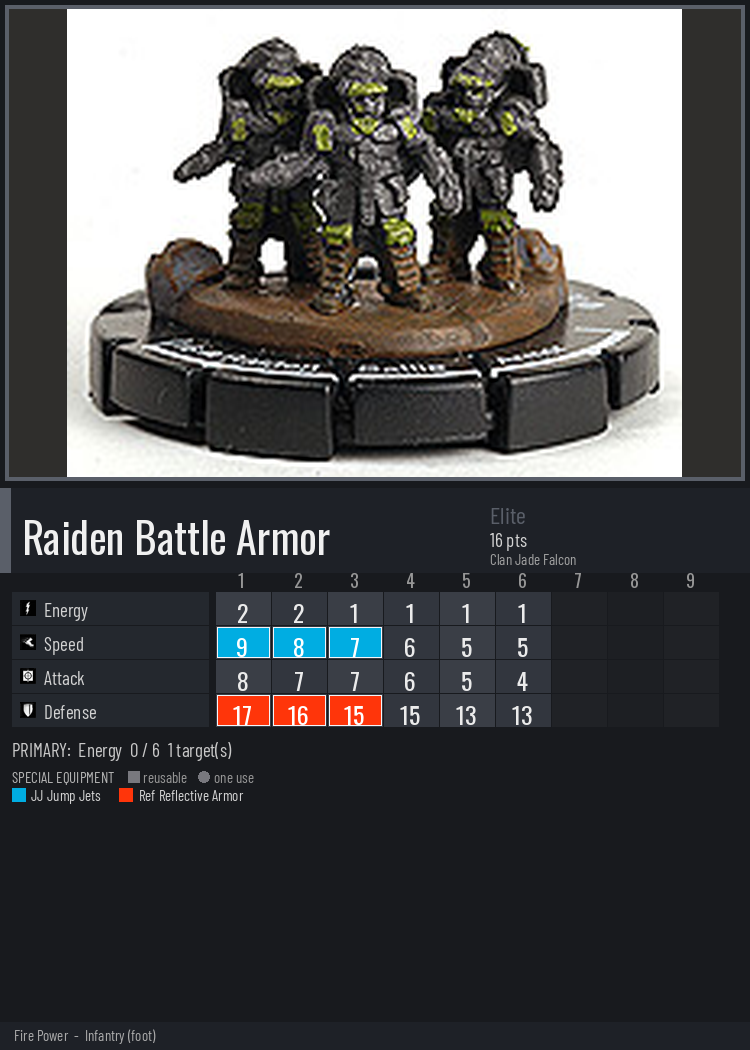 Raiden Battle Armor
Elite
16 pts
Clan Jade Falcon
1 2 3 4 5 6 7 8 9
Energy 2 2 1 1 1 1
Speed 9 8 7 6 5 5
Attack 8 7 7 6 5 4
Defense 17 16 15 15 13 13
PRIMARY: Energy 0 / 6 1 target(s)
SPECIAL EQUIPMENT reusable one use
JJ Jump Jets Ref Reflective Armor
Fire Power - Infantry (foot)